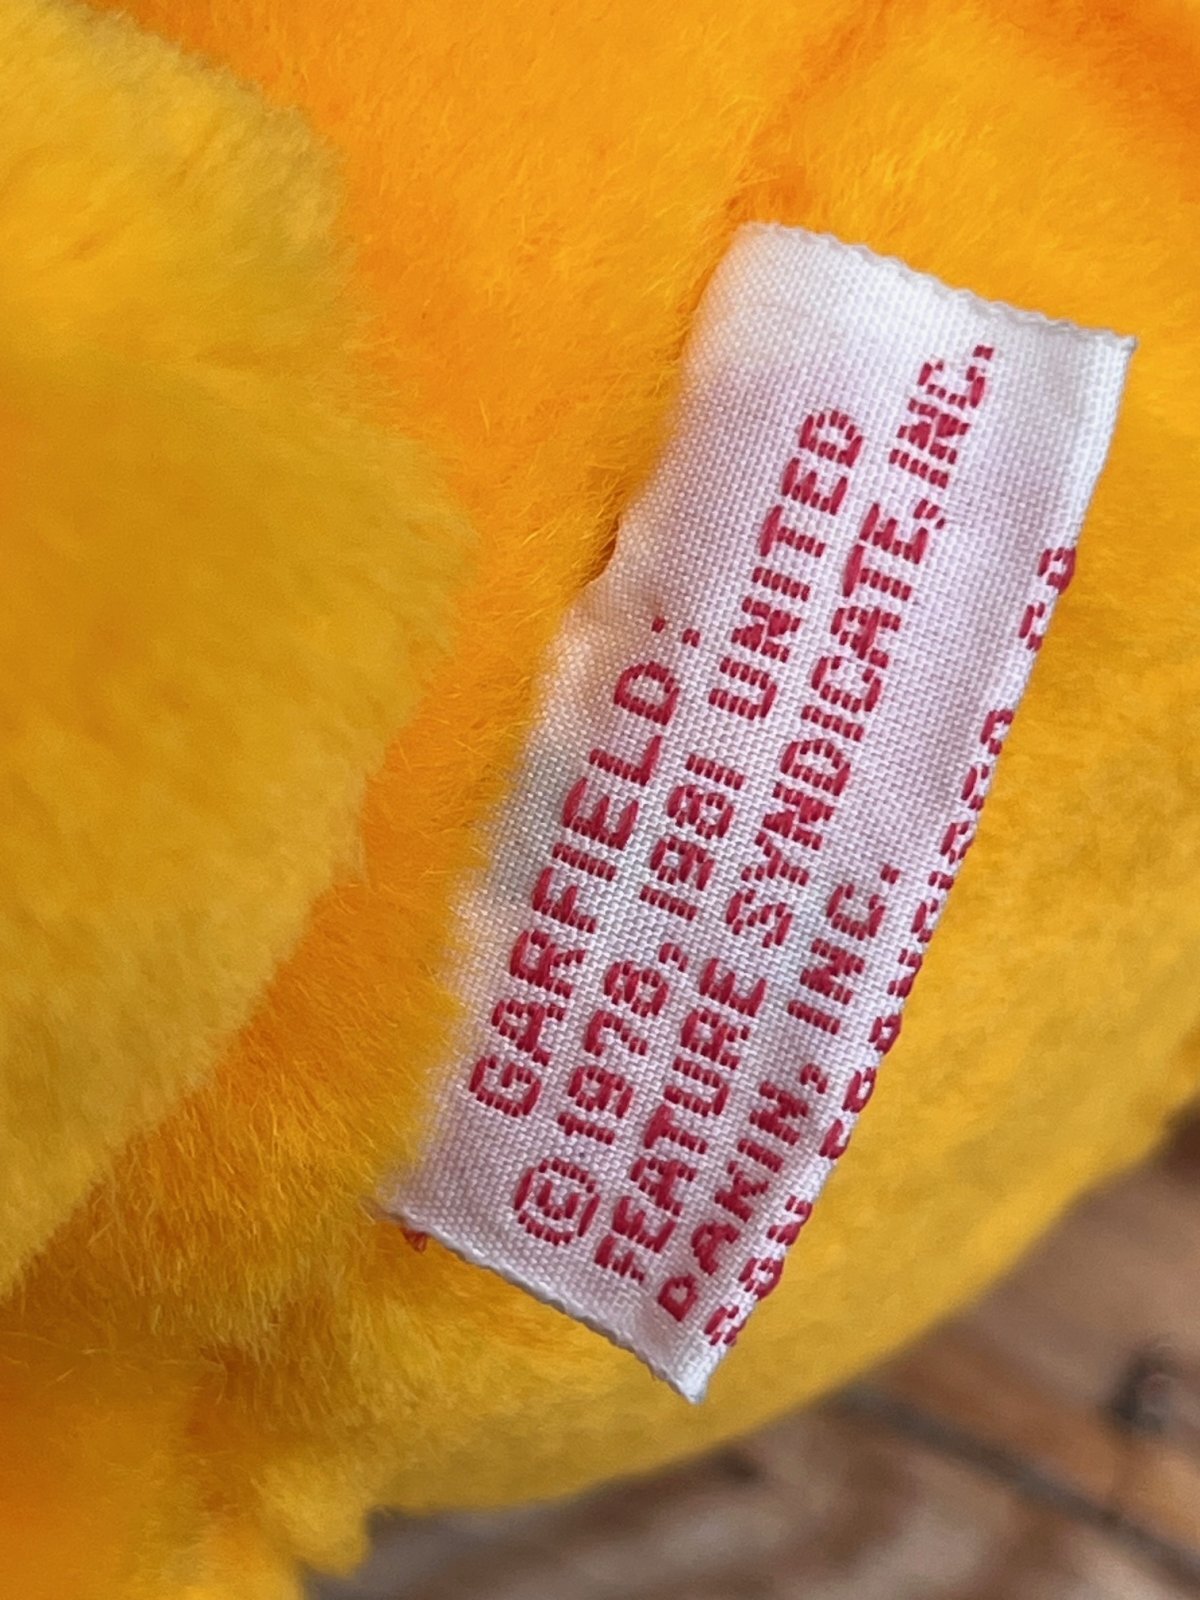 GARFIELD:
© 1978, 1981 UNITED
FEATURE SYNDICATE, INC.
DAKIN, INC.